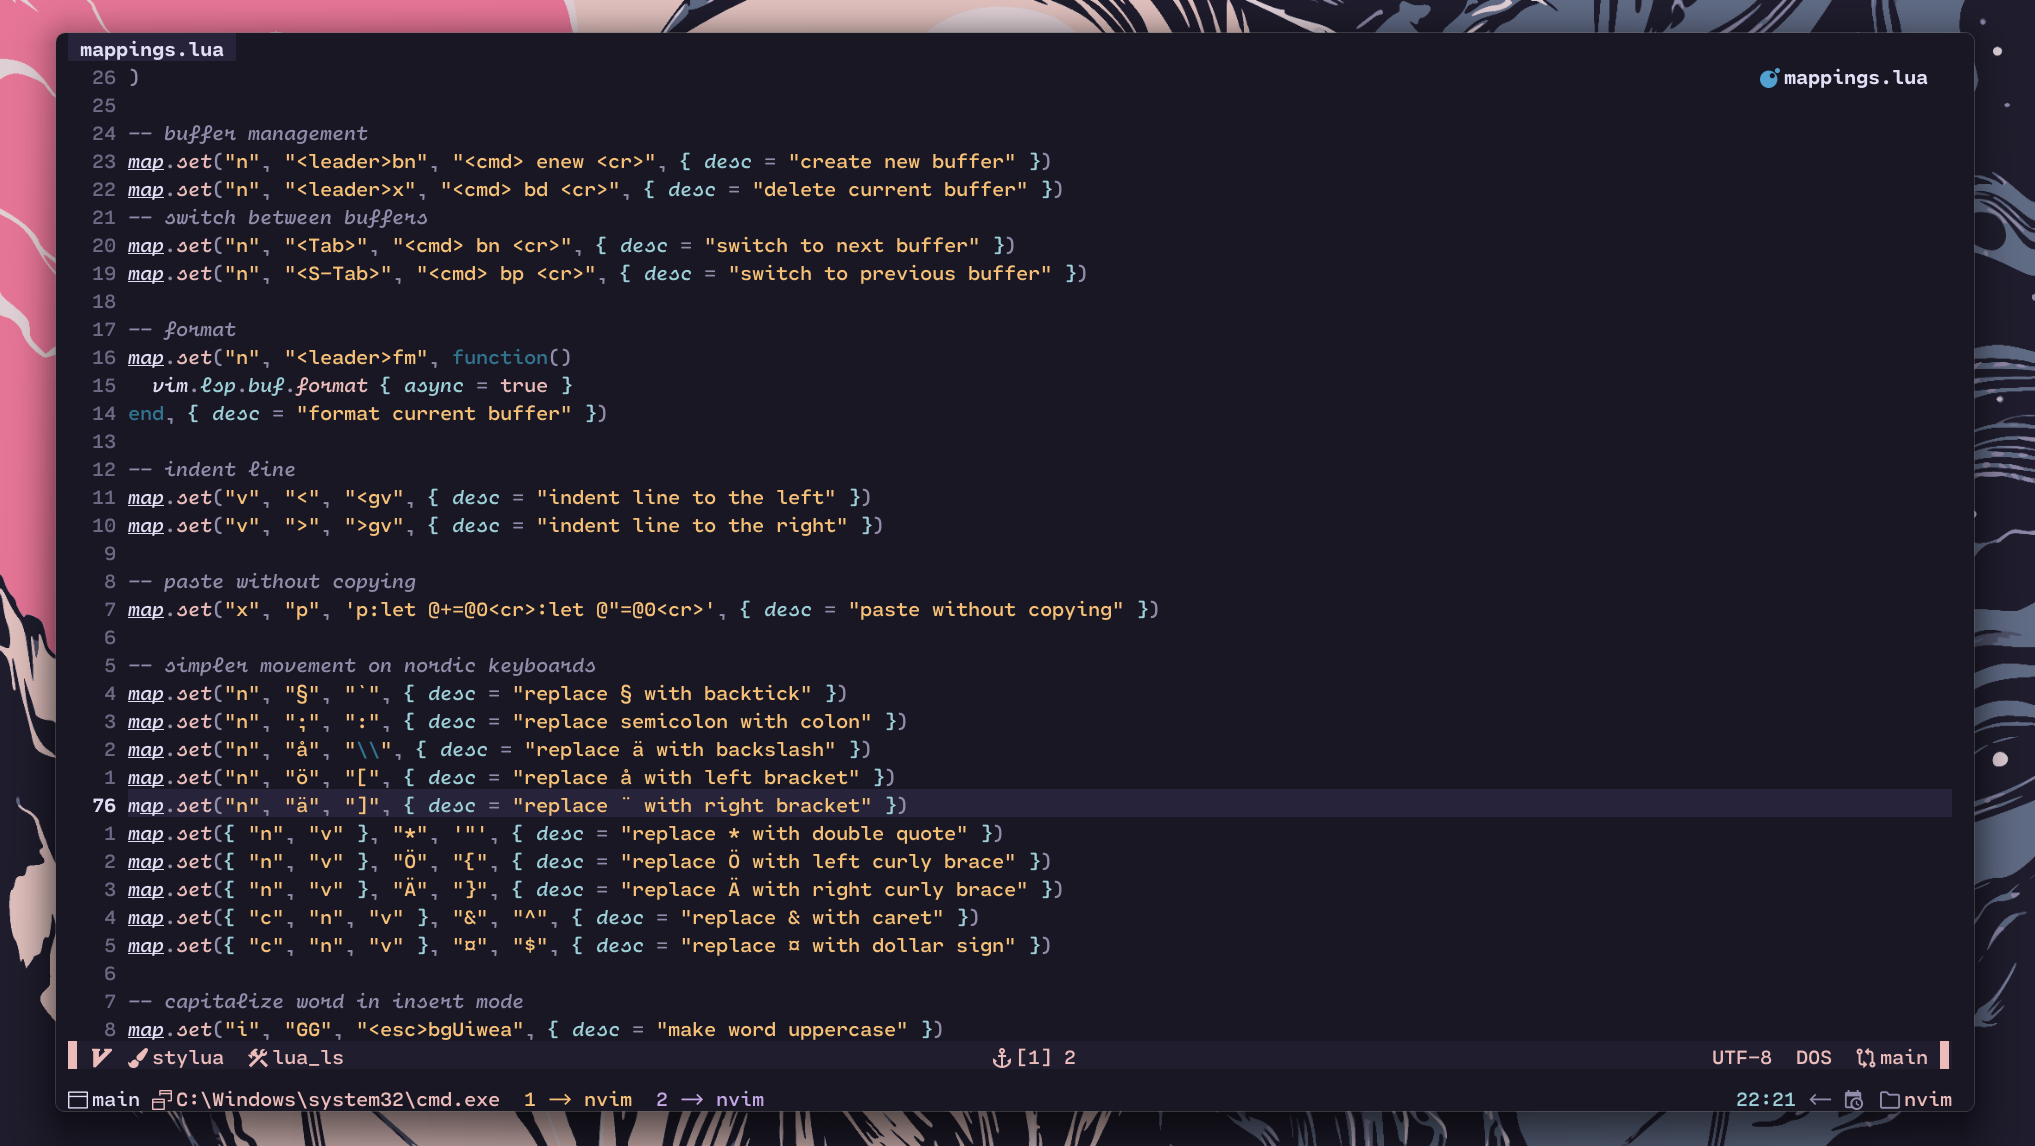 mappings.lua
26 )
mappings.lua
25
24 -- buffer management
23 map.set("n", "<leader>bn", "<cmd> enew <cr>", { desc = "create new buffer" })
22 map.set("n", "<leader>x", "<cmd> bd <cr>", { desc = "delete current buffer" })
21 -- switch between buffers
20 map.set("n", "<Tab>", "<cmd> bn <cr>", { desc = "switch to next buffer" })
19 map.set("n", "<S-Tab>", "<cmd> bp <cr>", { desc = "switch to previous buffer" })
18
17 -- format
16 map.set("n", "<leader>fm", function()
15   vim.lsp.buf.format { async = true }
14 end, { desc = "format current buffer" })
13
12 -- indent line
11 map.set("v", "<", "<gv", { desc = "indent line to the left" })
10 map.set("v", ">", ">gv", { desc = "indent line to the right" })
9
8 -- paste without copying
7 map.set("x", "p", 'p:let @+=@0<cr>:let @"=@0<cr>', { desc = "paste without copying" })
6
5 -- simpler movement on nordic keyboards
4 map.set("n", "§", "`", { desc = "replace § with backtick" })
3 map.set("n", ";", ":", { desc = "replace semicolon with colon" })
2 map.set("n", "å", "\\", { desc = "replace ä with backslash" })
1 map.set("n", "ö", "[", { desc = "replace å with left bracket" })
76 map.set("n", "ä", "]", { desc = "replace ¨ with right bracket" })
1 map.set({ "n", "v" }, "*", '"', { desc = "replace * with double quote" })
2 map.set({ "n", "v" }, "Ö", "{", { desc = "replace Ö with left curly brace" })
3 map.set({ "n", "v" }, "Ä", "}", { desc = "replace Ä with right curly brace" })
4 map.set({ "c", "n", "v" }, "&", "^", { desc = "replace & with caret" })
5 map.set({ "c", "n", "v" }, "¤", "$", { desc = "replace ¤ with dollar sign" })
6
7 -- capitalize word in insert mode
8 map.set("i", "GG", "<esc>bgUiwea", { desc = "make word uppercase" })
stylua lua_ls [1] 2 UTF-8 DOS main
main C:\Windows\system32\cmd.exe 1 → nvim 2 → nvim 22:21 ← nvim